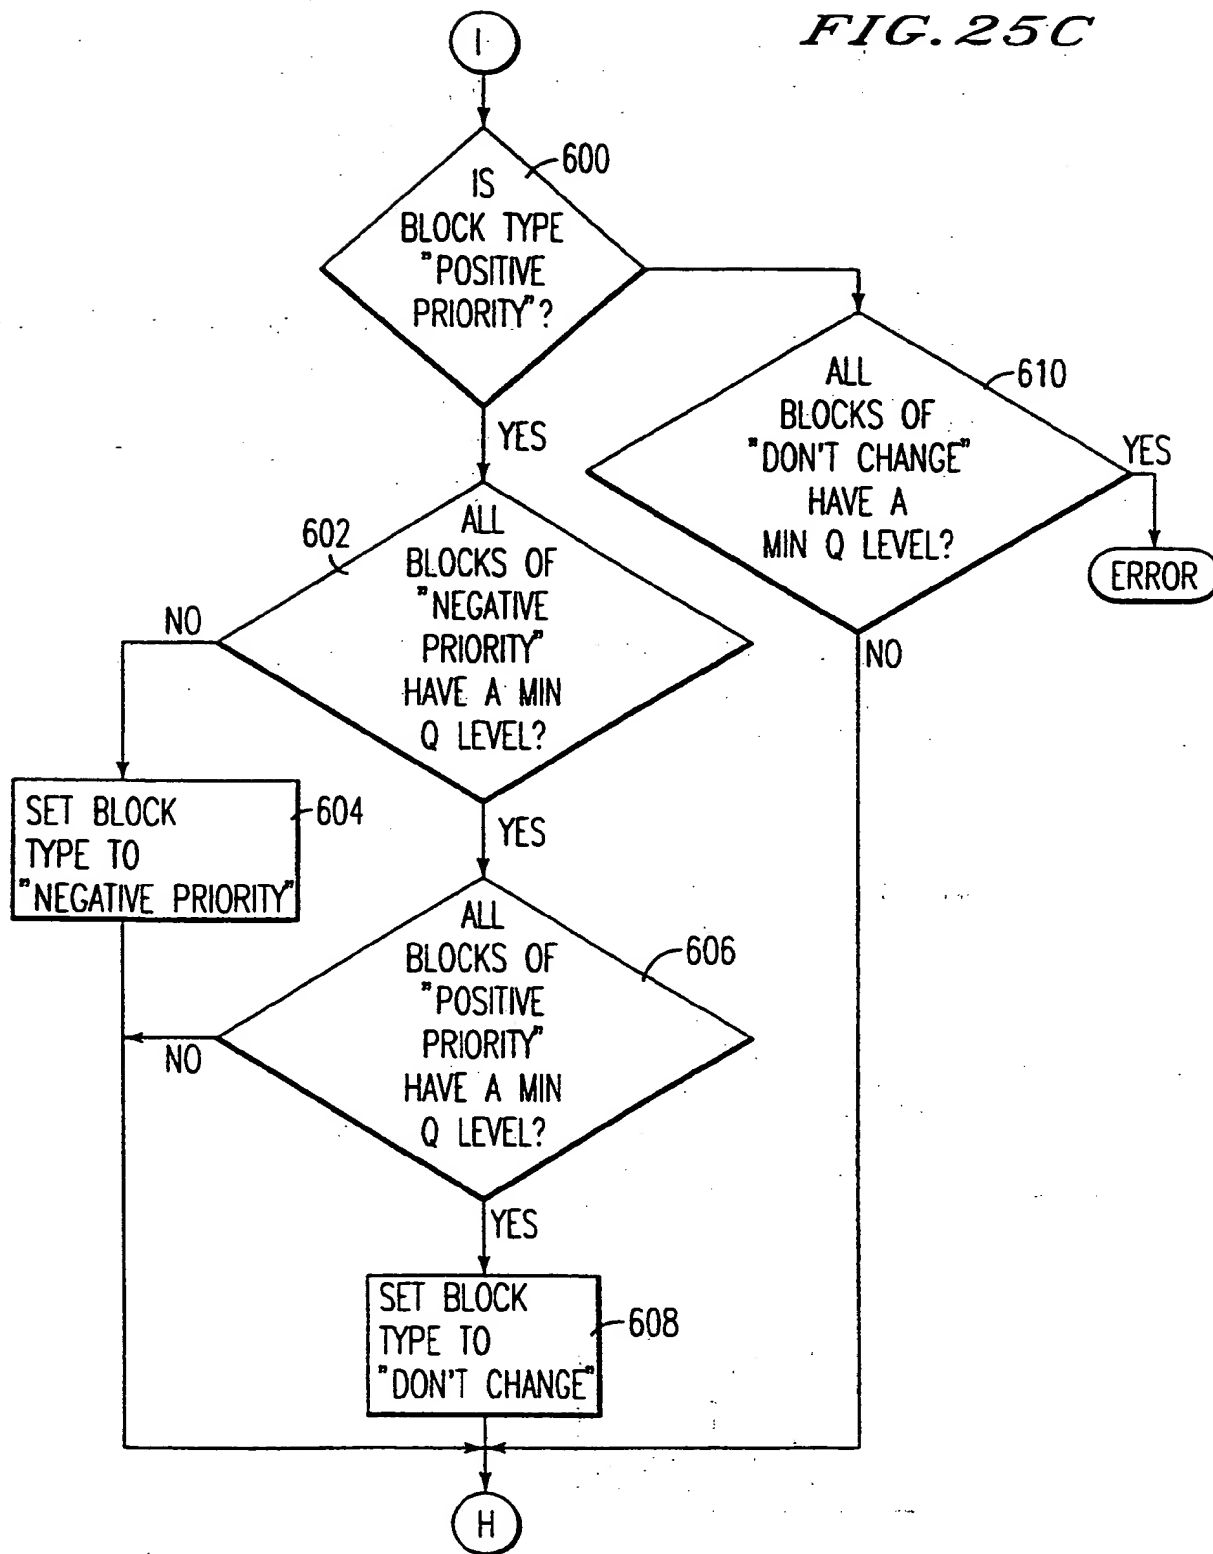 FIG. 25C
I
600
IS
BLOCK TYPE
"POSITIVE
PRIORITY"?
610
ALL
BLOCKS OF
"DON'T CHANGE"
HAVE A
MIN Q LEVEL?
YES
ERROR
NO
YES
602
ALL
BLOCKS OF
"NEGATIVE
PRIORITY"
HAVE A MIN
Q LEVEL?
NO
SET BLOCK
TYPE TO
"NEGATIVE PRIORITY"
604
YES
ALL
BLOCKS OF
"POSITIVE
PRIORITY"
HAVE A MIN
Q LEVEL?
606
NO
YES
SET BLOCK
TYPE TO
"DON'T CHANGE"
608
H